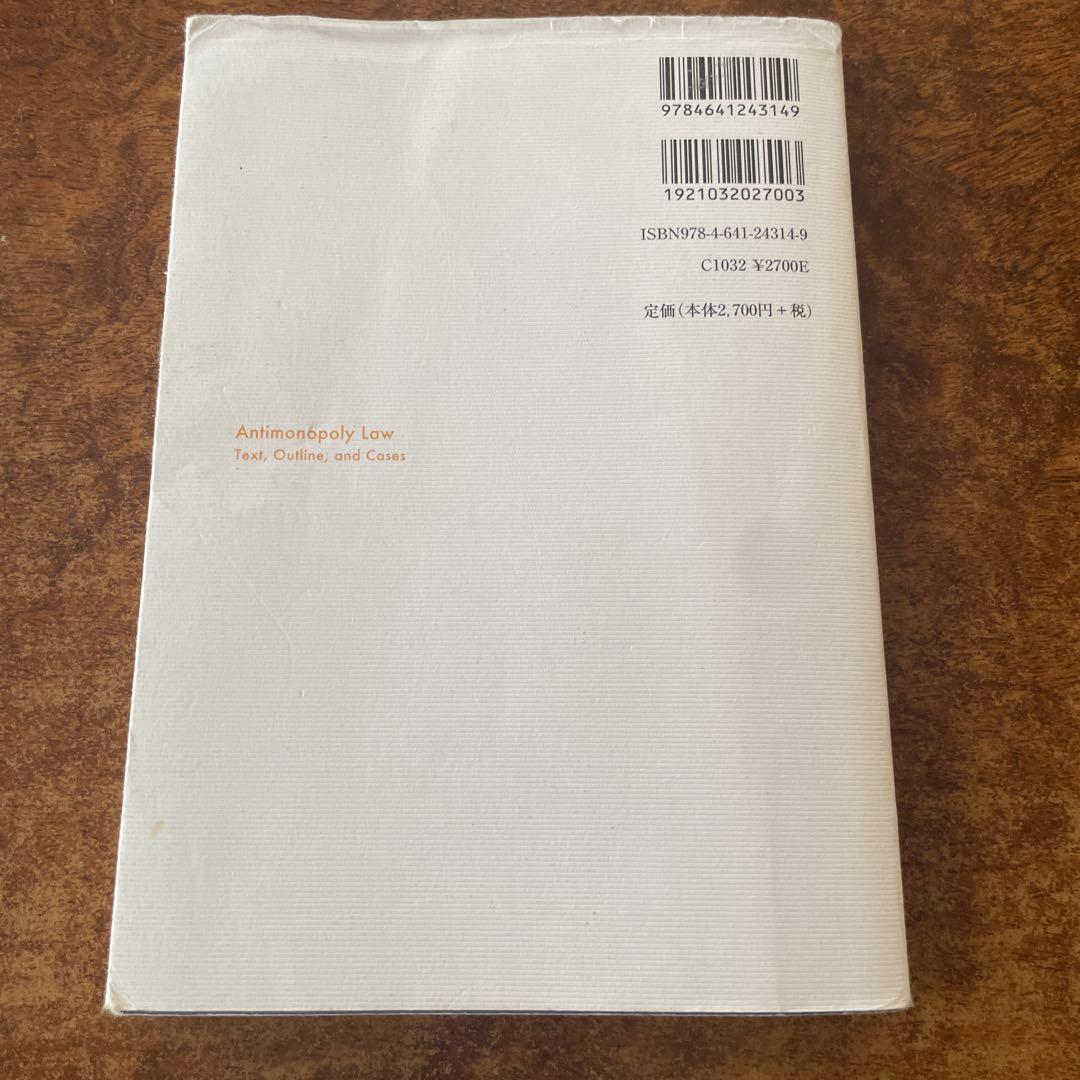 9784641243149
1921032027003
ISBN978-4-641-24314-9
C1032 ¥2700E
定価(本体2,700円+税)
Antimonopoly Law
Text, Outline, and Cases